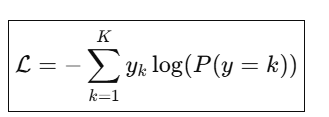 $$\mathcal{L} = -\sum_{k=1}^{K} y_k \log(P(y = k))$$